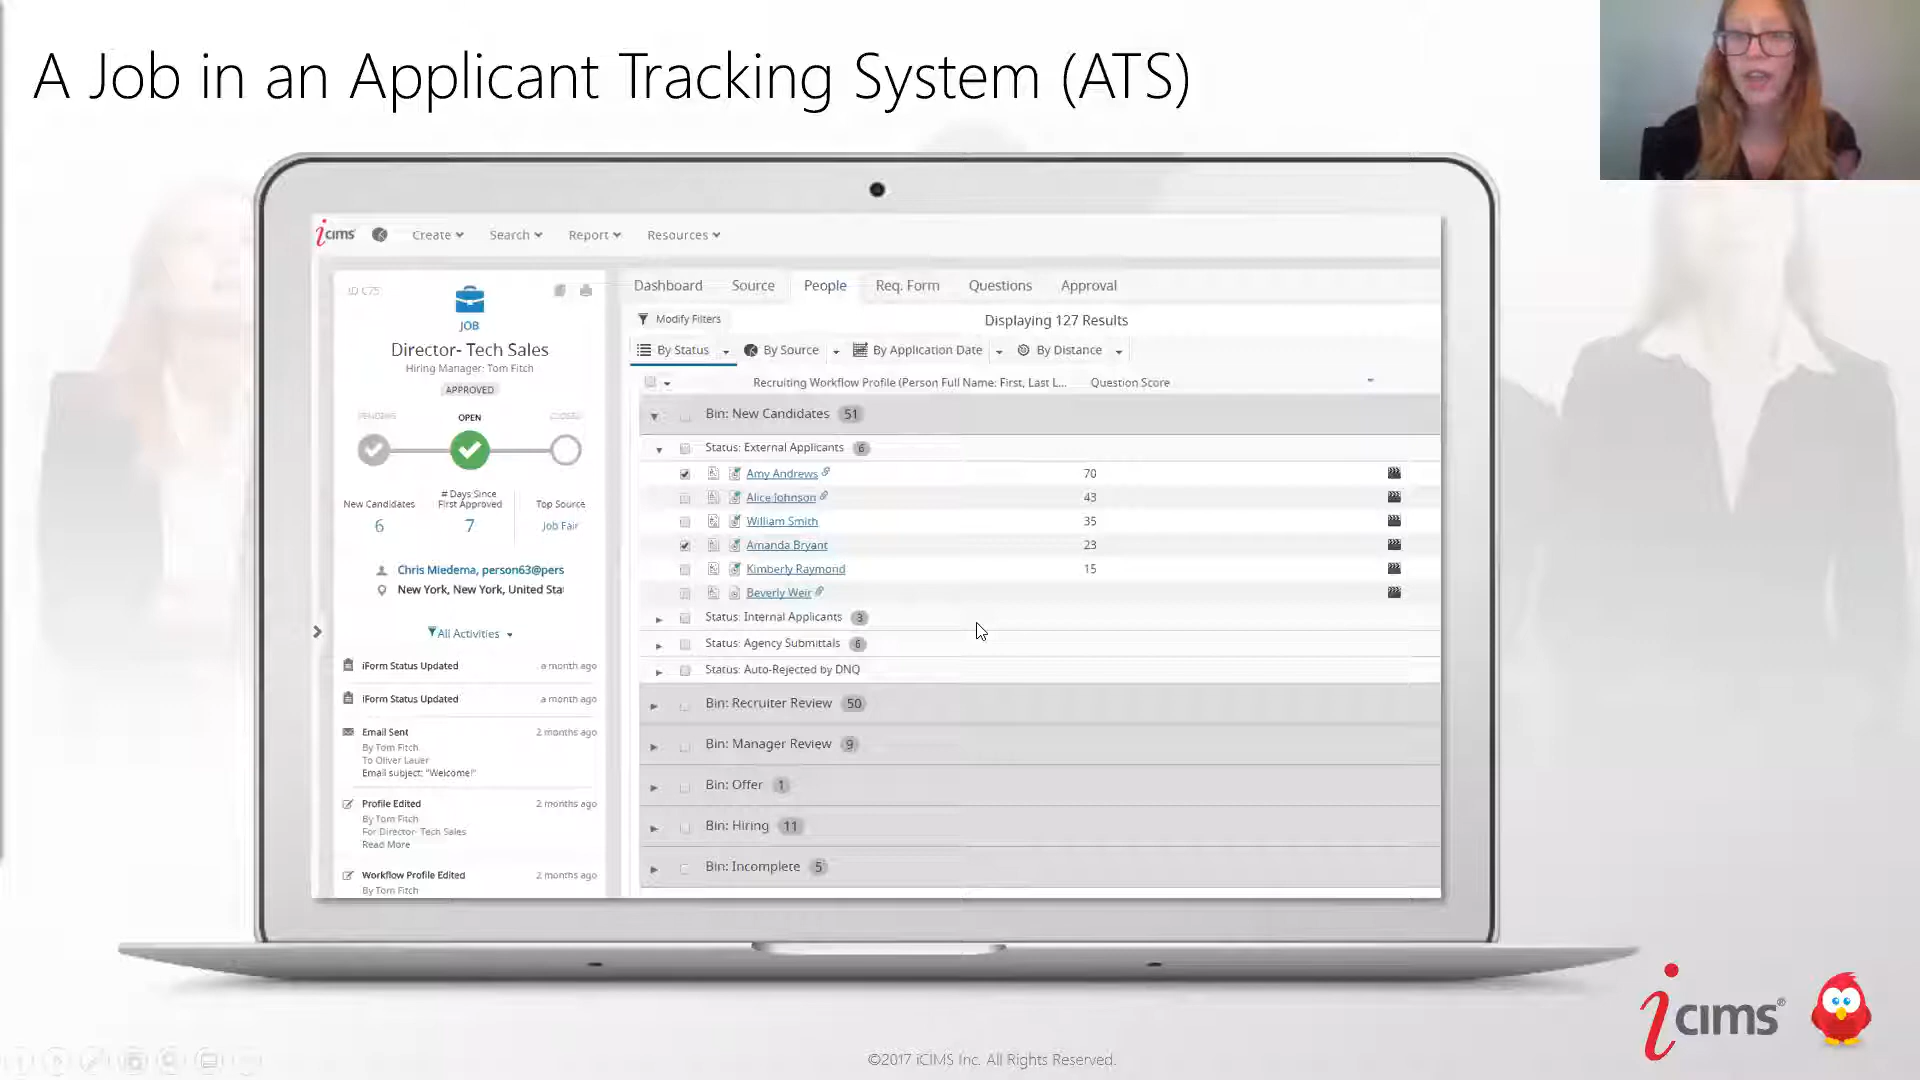 A Job in an Applicant Tracking System (ATS)
iCIMS
Create
Search
Report
Resources
ID C75
JOB
Director- Tech Sales
Hiring Manager: Tom Fitch
APPROVED
PENDING
OPEN
CLOSED
New Candidates
6
# Days Since
First Approved
7
Top Source
Job Fair
Chris Miedema, person63@pers
New York, New York, United Sta
All Activities
iForm Status Updated a month ago
iForm Status Updated a month ago
Email Sent 2 months ago
By Tom Fitch
To Oliver Lauer
Email subject: "Welcome!"
Profile Edited 2 months ago
By Tom Fitch
For Director- Tech Sales
Read More
Workflow Profile Edited 2 months ago
By Tom Fitch
Dashboard Source People Req. Form Questions Approval
Modify Filters
Displaying 127 Results
By Status By Source By Application Date By Distance
Recruiting Workflow Profile (Person Full Name: First, Last L... Question Score
Bin: New Candidates 51
Status: External Applicants 6
Amy Andrews 70
Alice Johnson 43
William Smith 35
Amanda Bryant 23
Kimberly Raymond 15
Beverly Weir
Status: Internal Applicants 3
Status: Agency Submittals 6
Status: Auto-Rejected by DNQ
Bin: Recruiter Review 50
Bin: Manager Review 9
Bin: Offer 1
Bin: Hiring 11
Bin: Incomplete 5
iCIMS®
©2017 iCIMS Inc. All Rights Reserved.